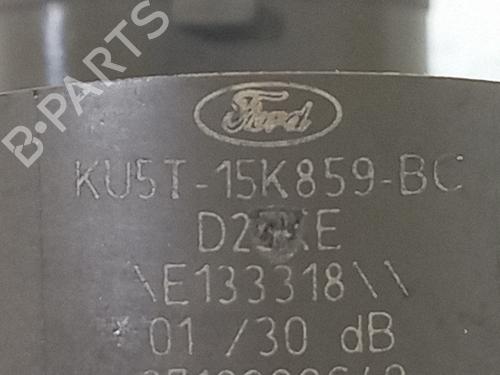 B-PARTS
Ford
KU5T-15K859-BC
\E133318\\
01 /30 dB